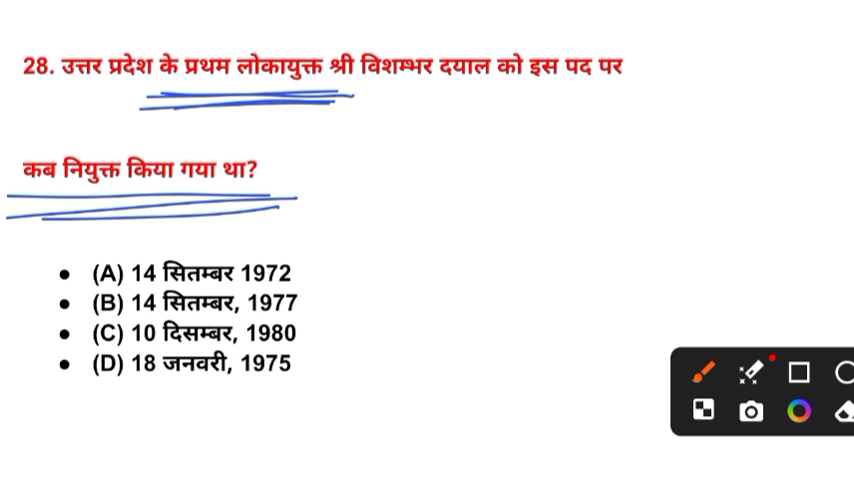 28. उत्तर प्रदेश के प्रथम लोकायुक्त श्री विशम्भर दयाल को इस पद पर
कब नियुक्त किया गया था?
● (A) 14 सितम्बर 1972
● (B) 14 सितम्बर, 1977
● (C) 10 दिसम्बर, 1980
● (D) 18 जनवरी, 1975